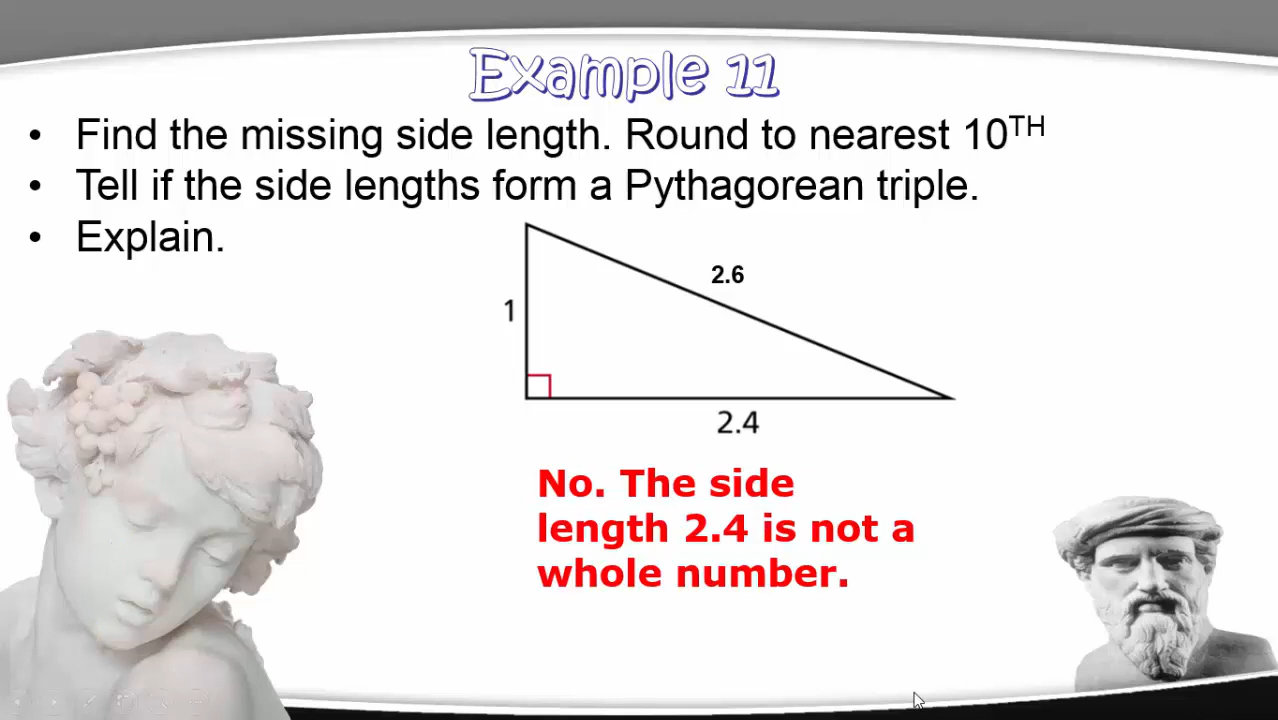 Example 11
• Find the missing side length. Round to nearest 10TH
• Tell if the side lengths form a Pythagorean triple.
• Explain.
2.6
1
2.4
No. The side
length 2.4 is not a
whole number.